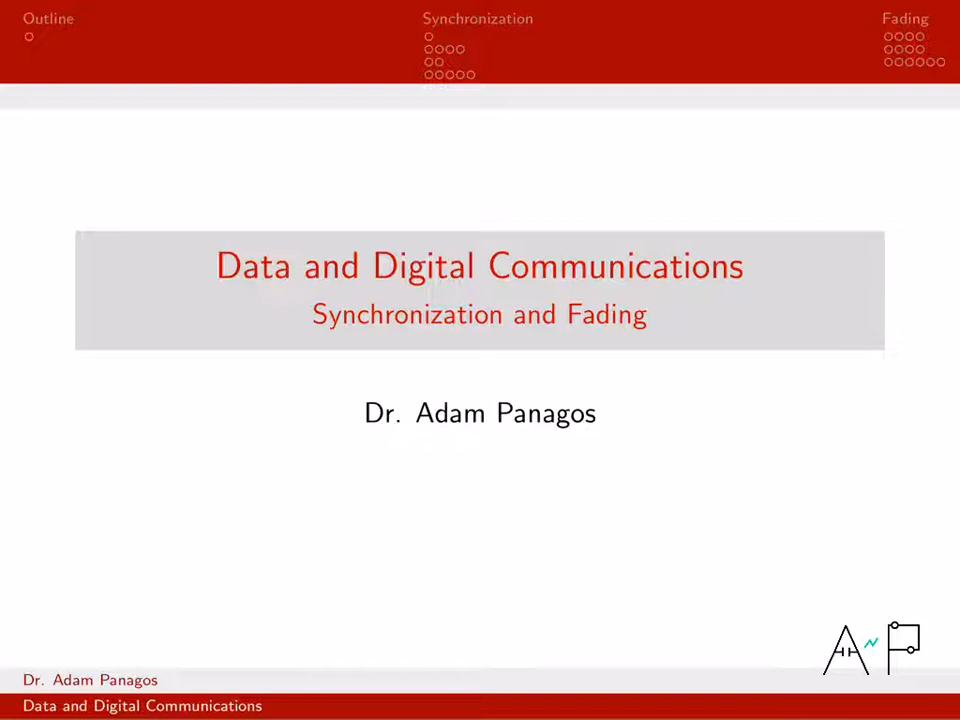 Outline
Synchronization
Fading
Data and Digital Communications
Synchronization and Fading
Dr. Adam Panagos
AP
Dr. Adam Panagos
Data and Digital Communications